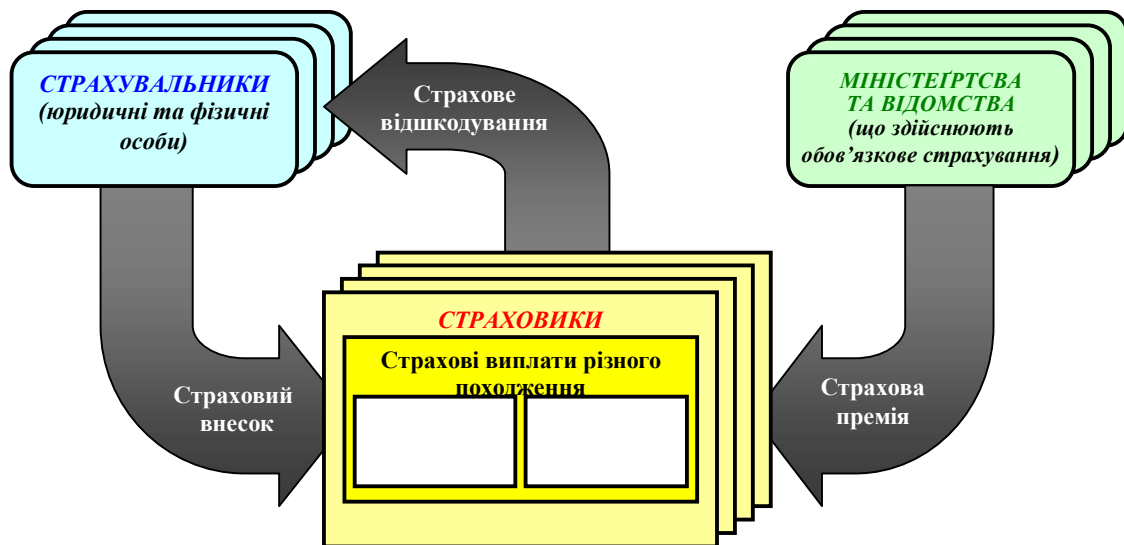 СТРАХУВАЛЬНИКИ
(юридичні та фізичні
особи)
Страхове
відшкодування
МІНІСТЕҐРТСВА
ТА ВІДОМСТВА
(що здійснюють
обов’язкове страхування)
СТРАХОВИКИ
Страхові виплати різного
походження
Страховий
внесок
Страхова
премія